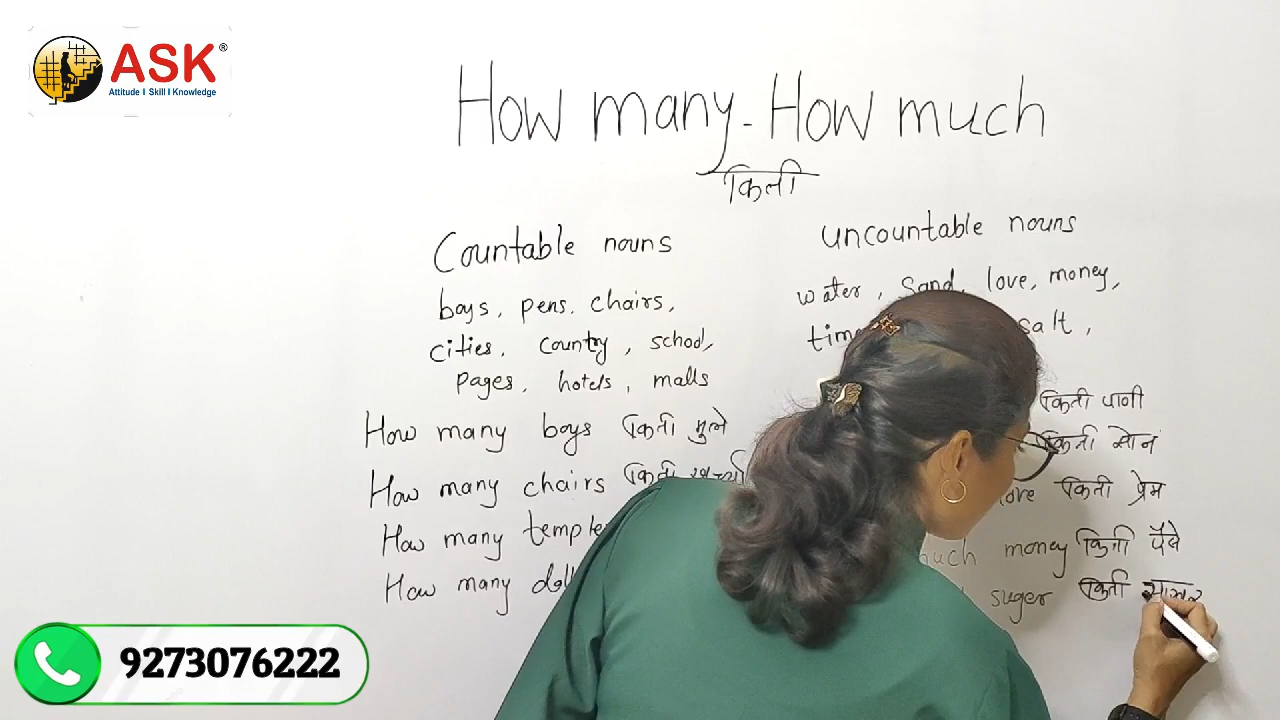 ASK®
Attitude I Skill I Knowledge
How many - How much
किती
Countable nouns
boys, pens, chairs,
cities, country, school,
pages, hotels, malls
How many boys किती मुले
How many chairs किती
How many
How many
uncountable nouns
water, sand, love, money,
salt,
किती पाणी
किती सोनं
किती प्रेम
much money किती पैसे
suger किती साखर
9273076222